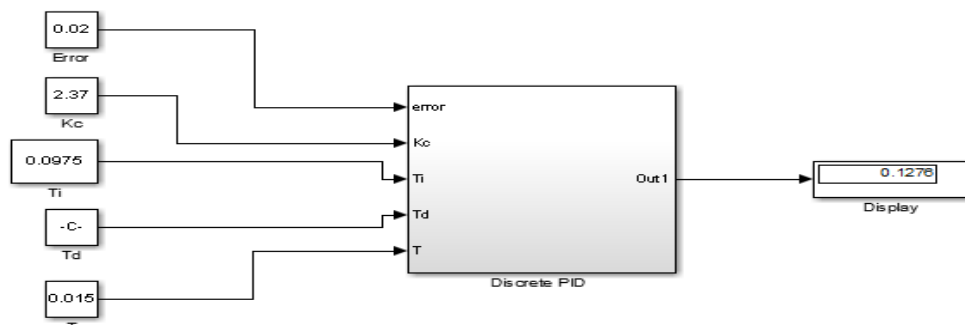 0.02
Error
2.37
Kc
0.0975
Ti
-C-
Td
0.015
error
Kc
Ti
Td
T
Out1
Discrete PID
0.1276
Display